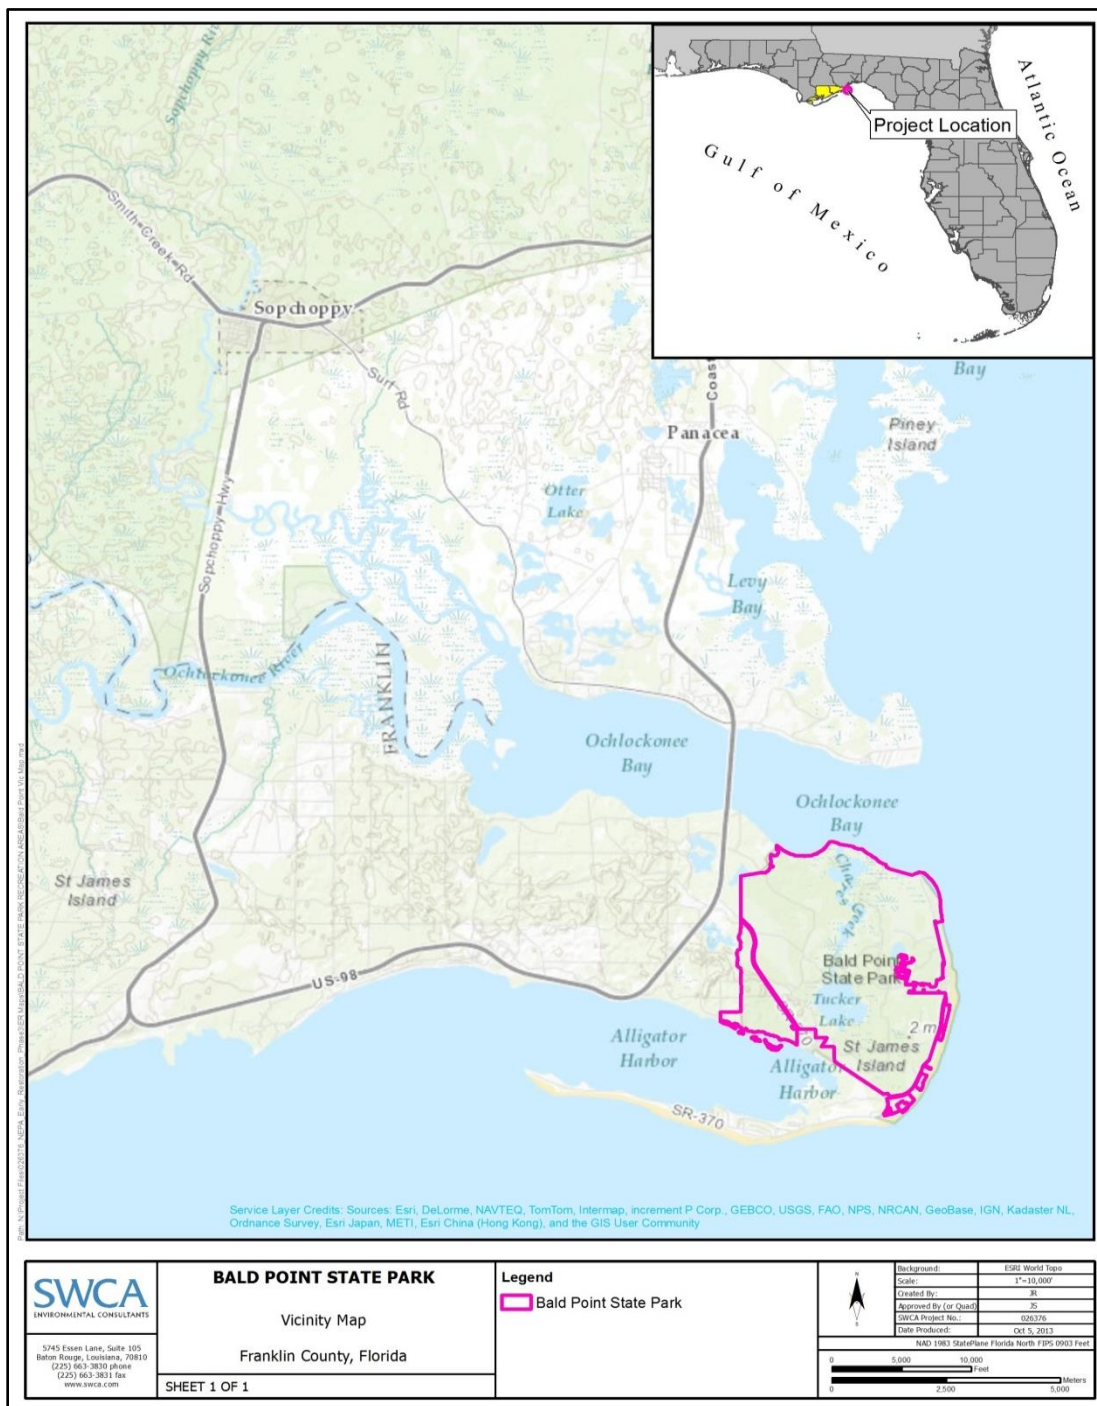 Sopchoppy River
Smith-Creek-Rd
Sopchoppy
Surf Rd
Coast
Bay
Piney
Island
Panacea
Otter
Lake
Sopchoppy-Hwy
Levy
Bay
Ochlockonee River
FRANKLIN
Ochlockonee
Bay
Ochlockonee
Bay
St James
Island
US-98
Creek
Bald Point
State Park
Tucker
Lake
2 m
St James
Island
Alligator
Harbor
Alligator
Harbor
SR-370
Atlantic Ocean
Project Location
Gulf of Mexico
Service Layer Credits: Sources: Esri, DeLorme, NAVTEQ, TomTom, Intermap, increment P Corp., GEBCO, USGS, FAO, NPS, NRCAN, GeoBase, IGN, Kadaster NL,
Ordnance Survey, Esri Japan, METI, Esri China (Hong Kong), and the GIS User Community
SWCA
ENVIRONMENTAL CONSULTANTS
5745 Essen Lane, Suite 105
Baton Rouge, Louisiana, 70810
(225) 663-3830 phone
(225) 663-3831 fax
www.swca.com
BALD POINT STATE PARK
Vicinity Map
Franklin County, Florida
SHEET 1 OF 1
Legend
Bald Point State Park
N
S
Background: ESRI World Topo
Scale: 1"=10,000'
Created By: JR
Approved By (or Quad) JS
SWCA Project No.: 026376
Date Produced: Oct 5, 2013
NAD 1983 StatePlane Florida North FIPS 0903 Feet
0 5,000 10,000
Feet
Meters
0 2,500 5,000